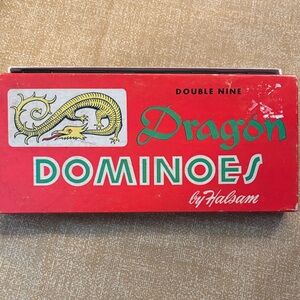 DOUBLE NINE
Dragon
DOMINOES
by Halsam